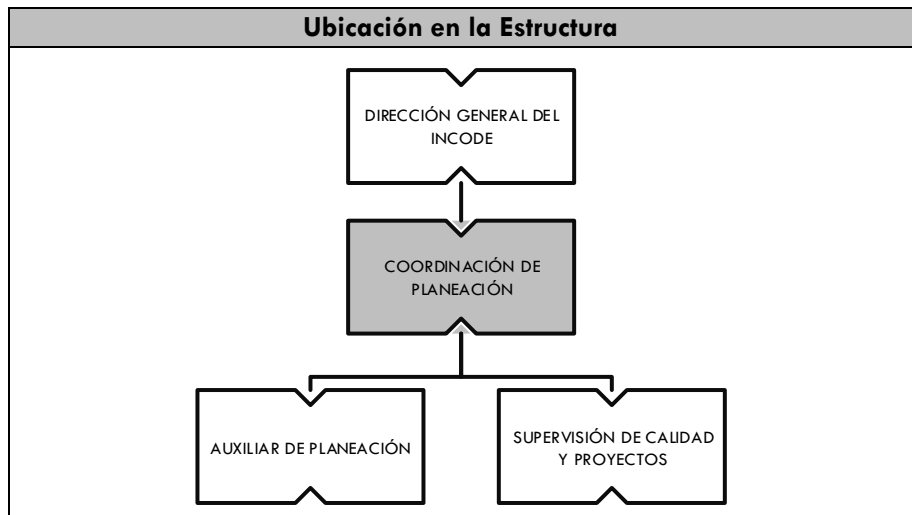 Ubicación en la Estructura
DIRECCIÓN GENERAL DEL
INCODE
COORDINACIÓN DE
PLANEACIÓN
AUXILIAR DE PLANEACIÓN
SUPERVISIÓN DE CALIDAD
Y PROYECTOS